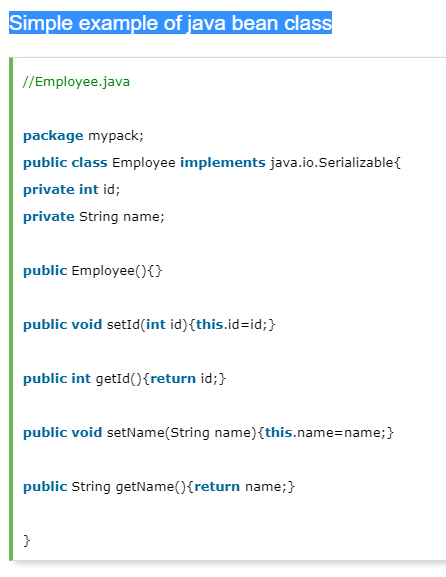 Simple example of java bean class
//Employee.java
package mypack;
public class Employee implements java.io.Serializable{
private int id;
private String name;
public Employee(){}
public void setId(int id){this.id=id;}
public int getId(){return id;}
public void setName(String name){this.name=name;}
public String getName(){return name;}
}